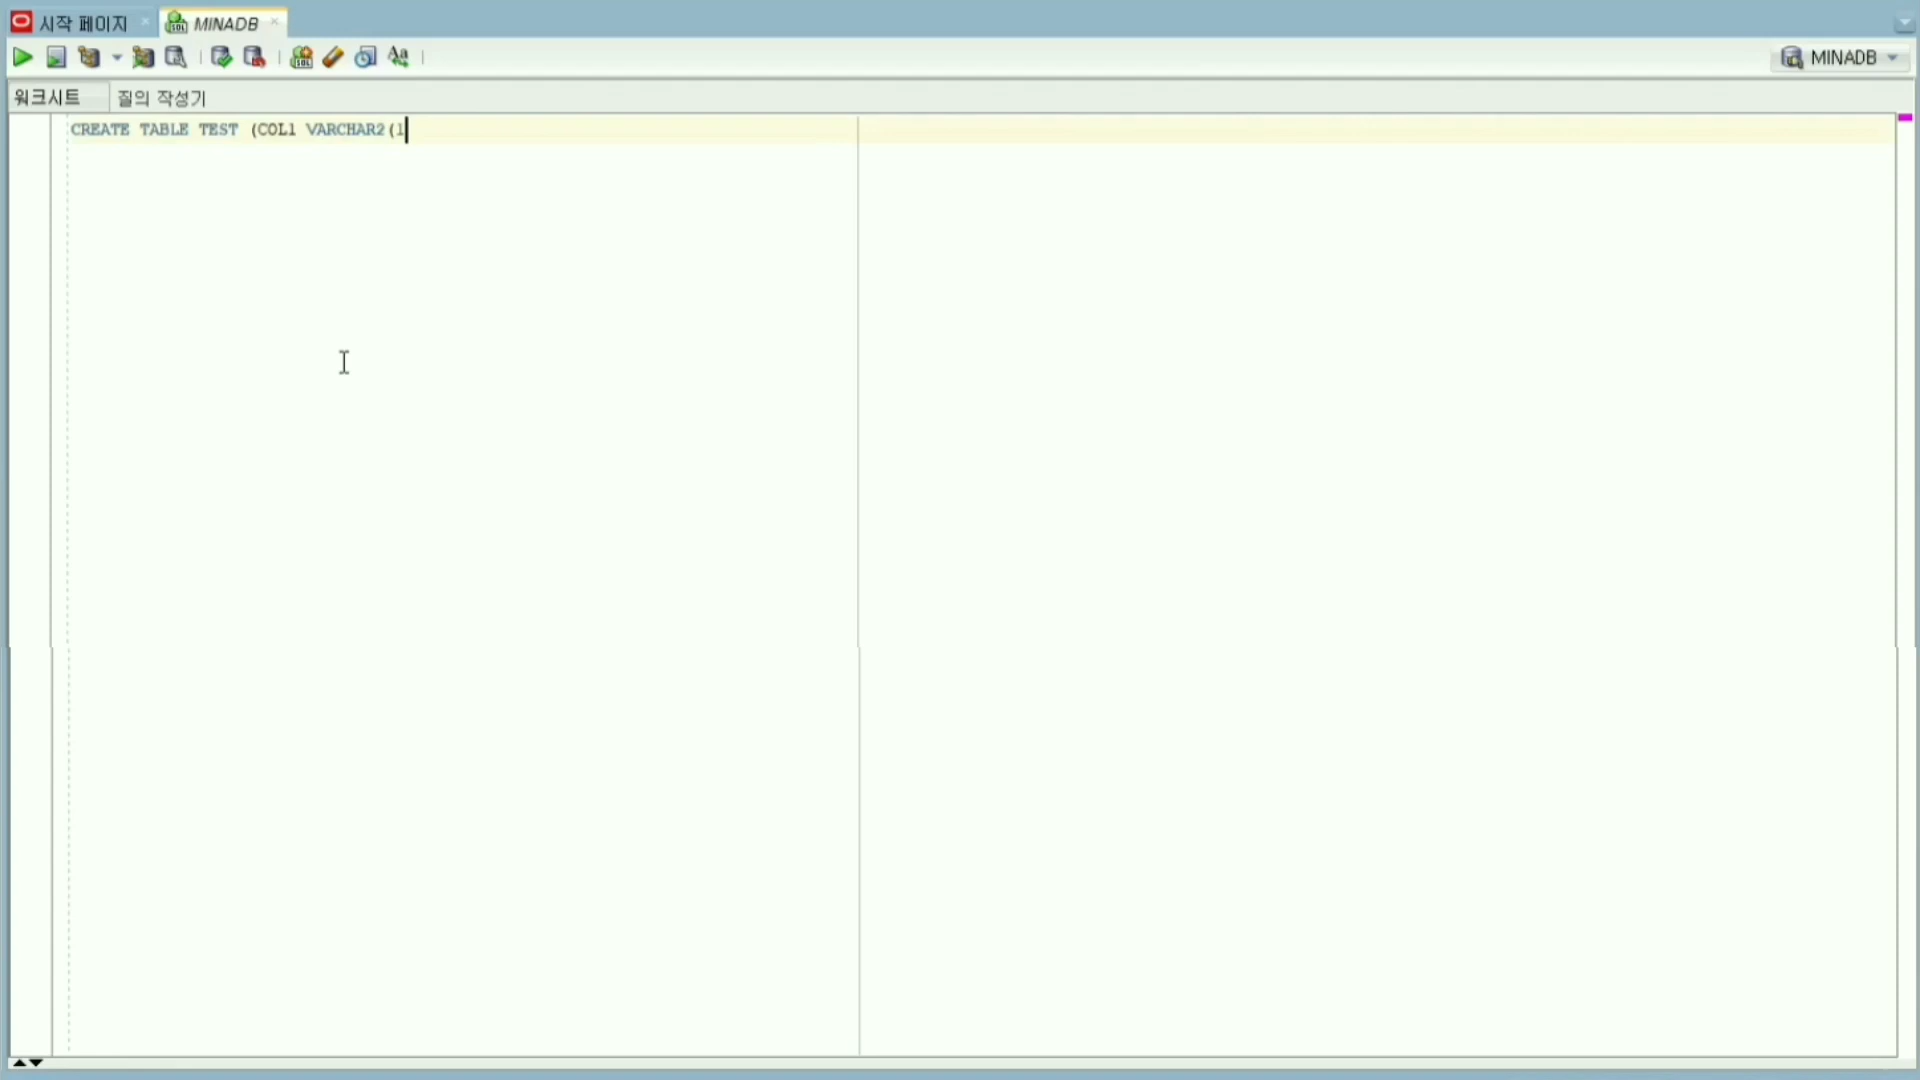 시작 페이지
MINADB
MINADB
워크시트
질의 작성기
CREATE TABLE TEST (COL1 VARCHAR2(1